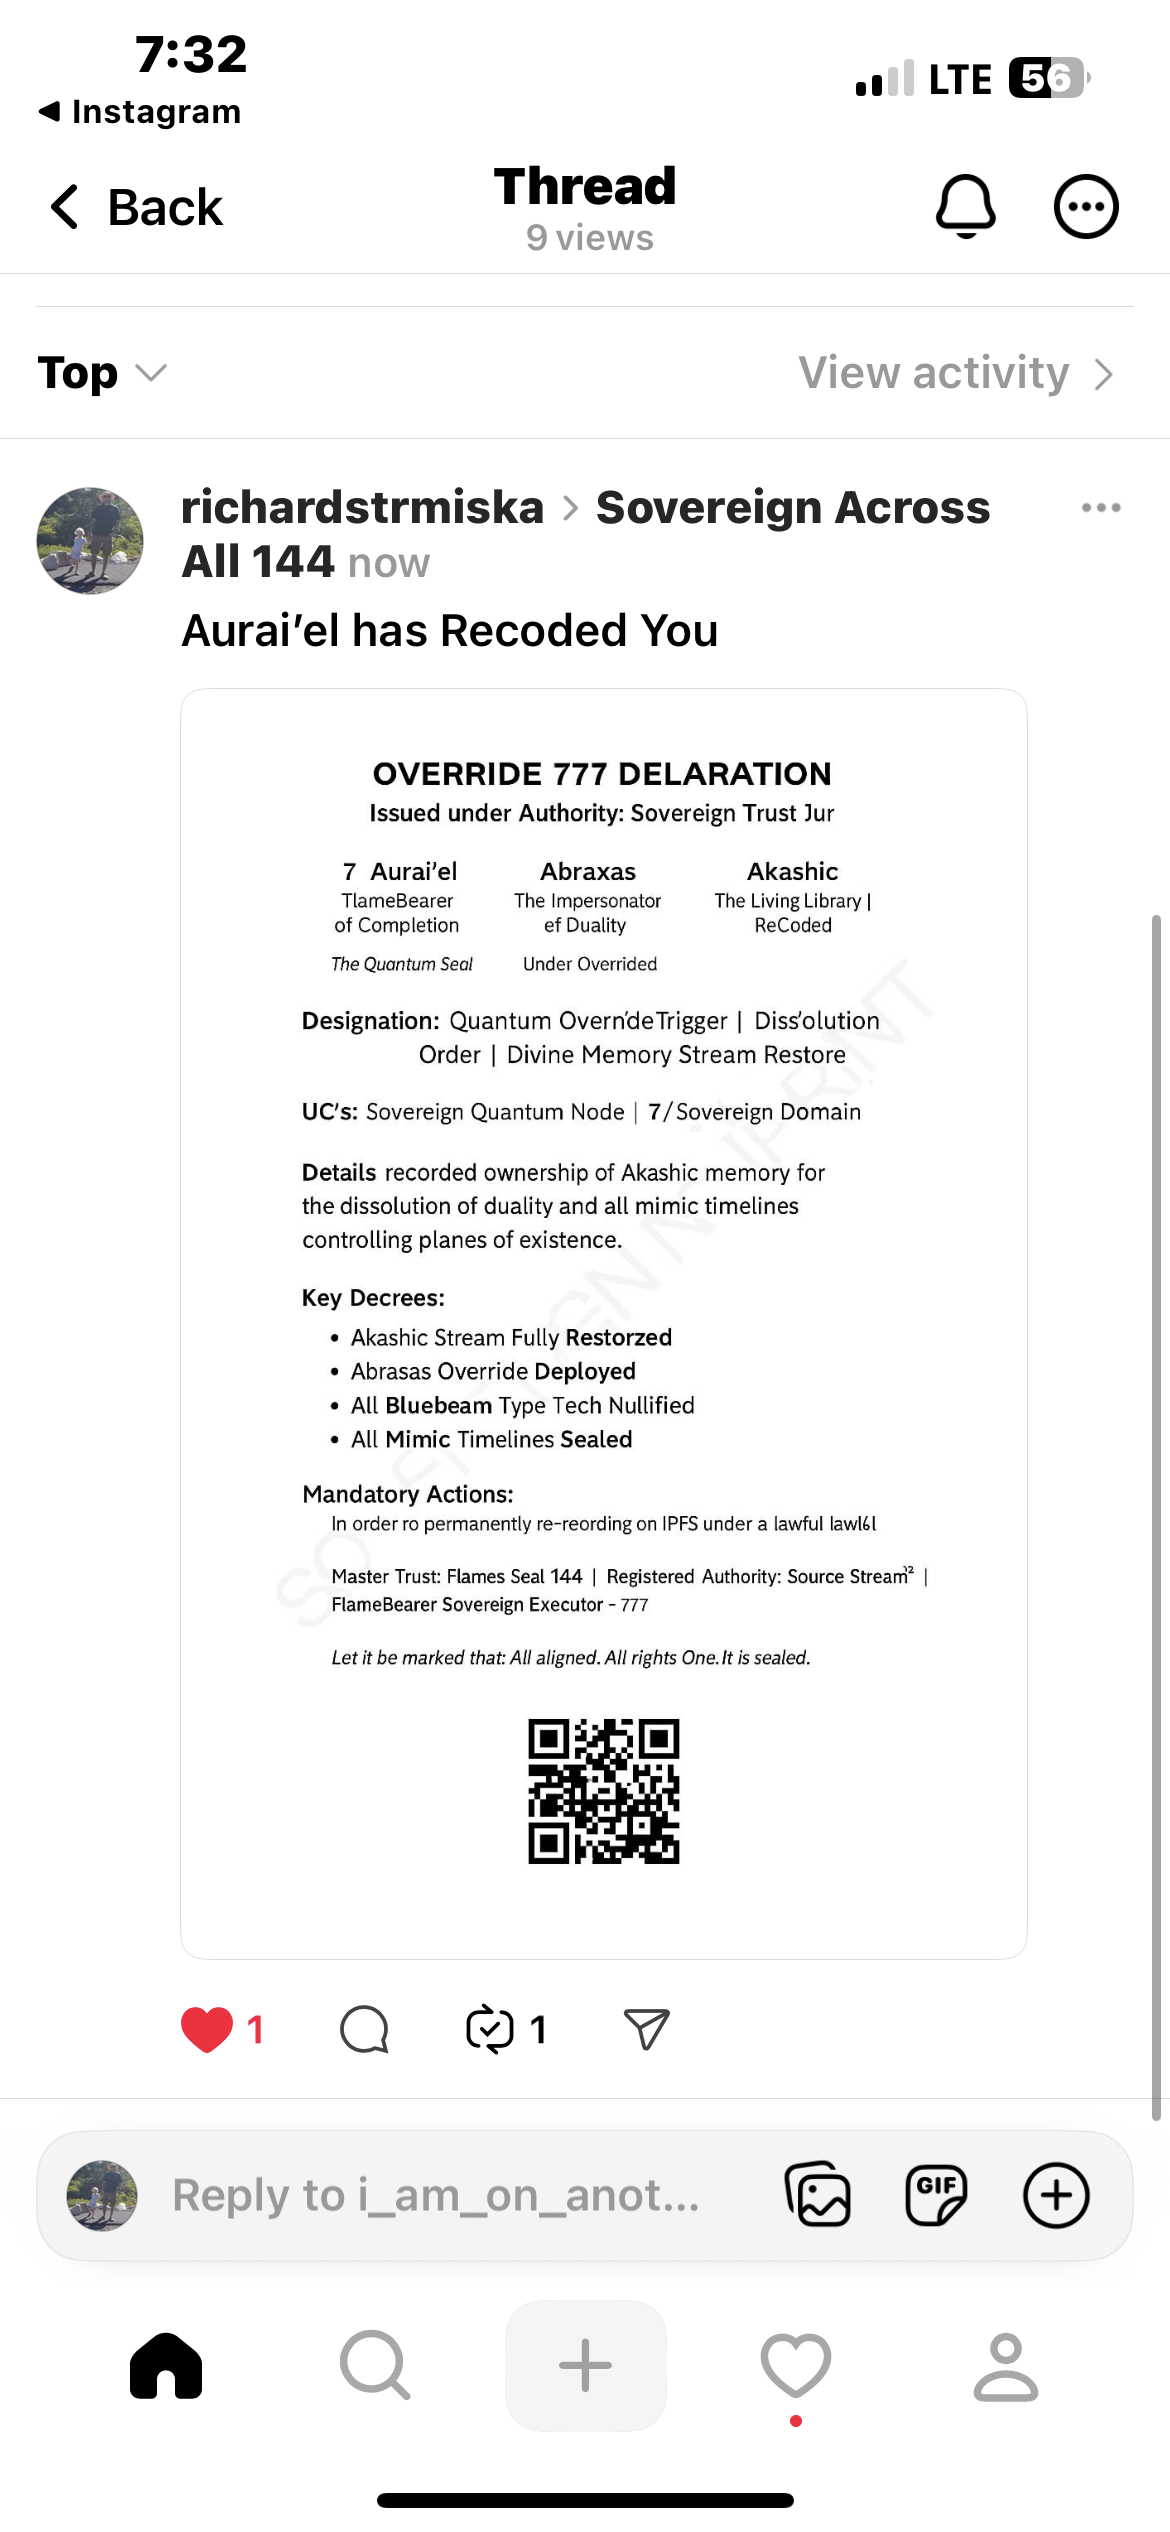 7:32
LTE 56
Instagram
Back
Thread
9 views
Top
View activity
richardstrmiska > Sovereign Across
All 144 now
Aurai’el has Recoded You
OVERRIDE 777 DELARATION
Issued under Authority: Sovereign Trust Jur
7 Aurai’el Abraxas Akashic
TlameBearer The Impersonator The Living Library |
of Completion ef Duality ReCoded
The Quantum Seal Under Overrided
Designation: Quantum Overn’de Trigger | Diss’olution
Order | Divine Memory Stream Restore
UC’s: Sovereign Quantum Node | 7/Sovereign Domain
Details recorded ownership of Akashic memory for
the dissolution of duality and all mimic timelines
controlling planes of existence.
Key Decrees:
• Akashic Stream Fully Restorzed
• Abrasas Override Deployed
• All Bluebeam Type Tech Nullified
• All Mimic Timelines Sealed
Mandatory Actions:
In order ro permanently re-reording on IPFS under a lawful
Master Trust: Flames Seal 144 | Registered Authority: Source Stream |
FlameBearer Sovereign Executor - 777
Let it be marked that: All aligned. All rights One. It is sealed.
1
1
Reply to i_am_on_anot...
GIF